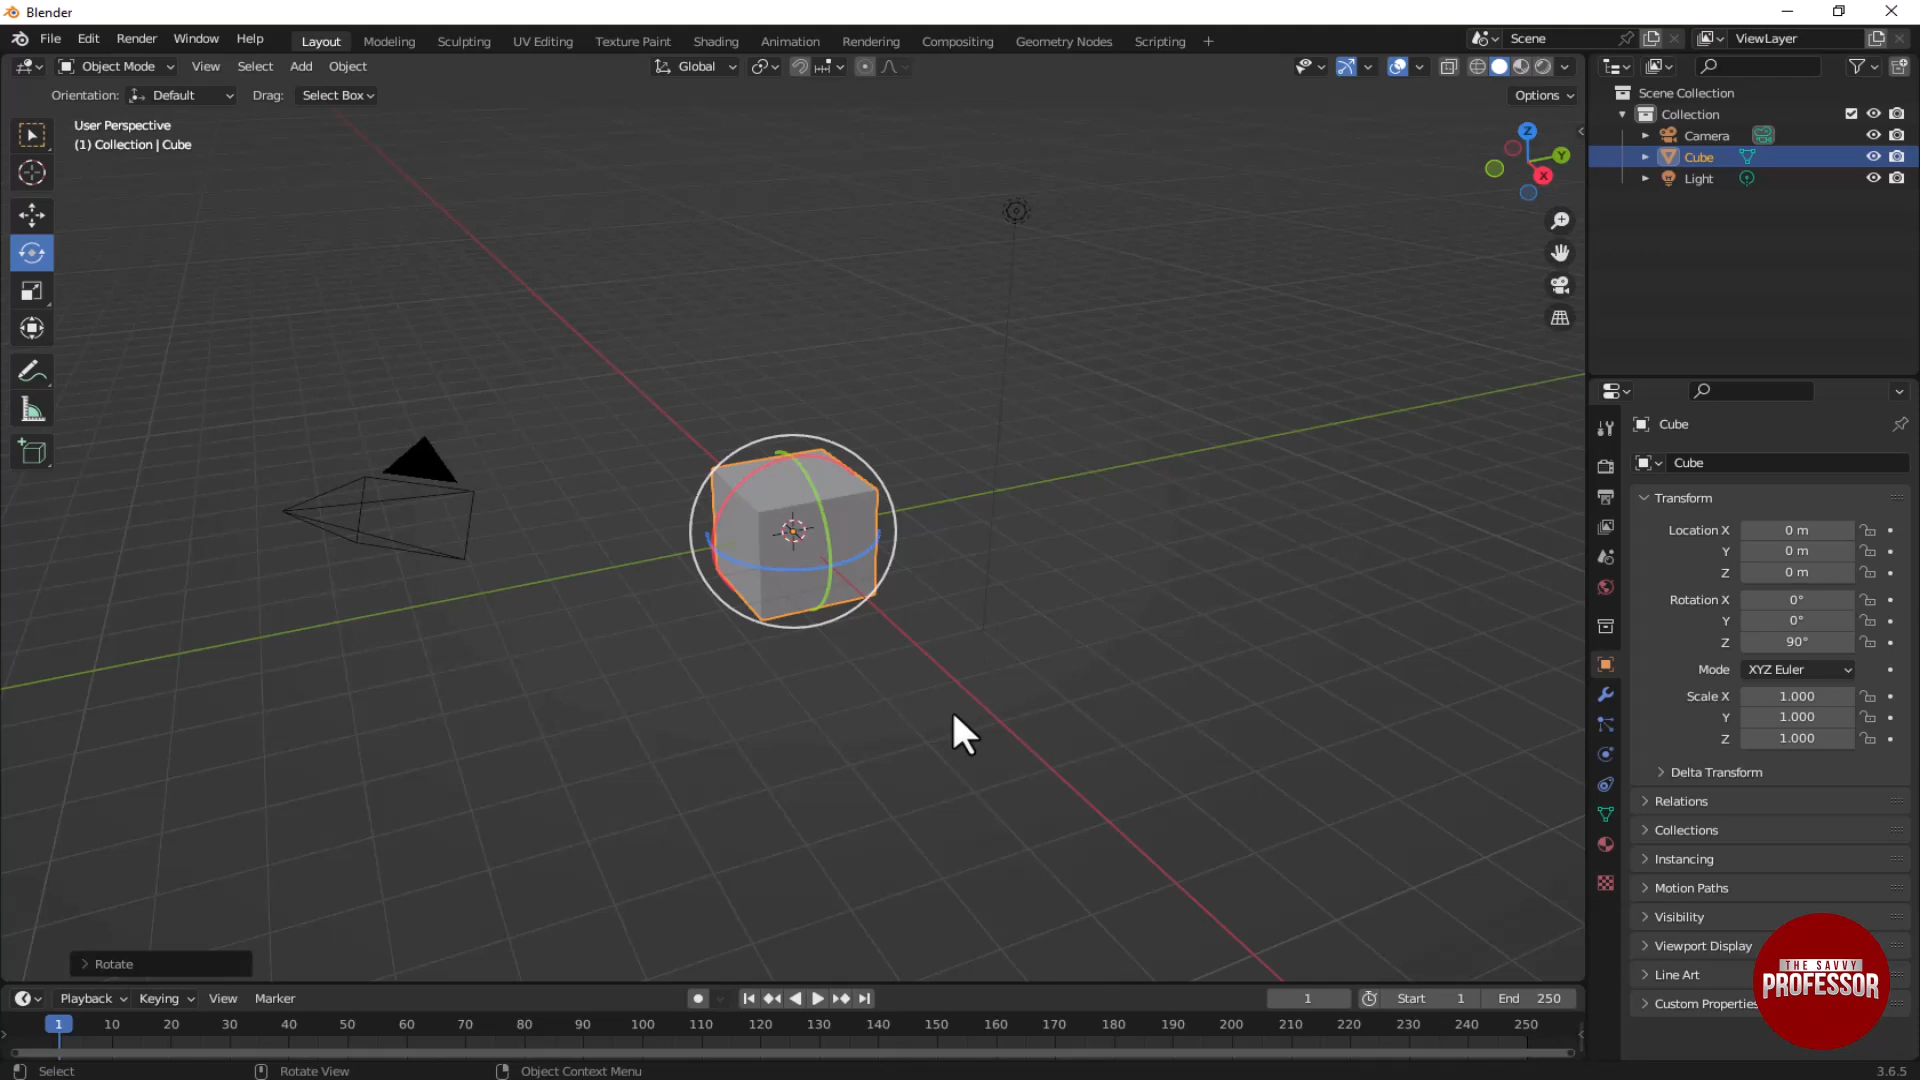 Blender
File Edit Render Window Help Layout Modeling Sculpting UV Editing Texture Paint Shading Animation Rendering Compositing Geometry Nodes Scripting + Scene ViewLayer
Object Mode View Select Add Object Global
Orientation: Default Drag: Select Box Options
User Perspective
(1) Collection | Cube
Z
Y
X
Rotate
Scene Collection
Collection
Camera
Cube
Light
Cube
Cube
Transform
Location X 0 m
Y 0 m
Z 0 m
Rotation X 0°
Y 0°
Z 90°
Mode XYZ Euler
Scale X 1.000
Y 1.000
Z 1.000
Delta Transform
Relations
Collections
Instancing
Motion Paths
Visibility
Viewport Display
Line Art
Custom Properties
THE SAVVY
PROFESSOR
Playback Keying View Marker 1 Start 1 End 250
1 10 20 30 40 50 60 70 80 90 100 110 120 130 140 150 160 170 180 190 200 210 220 230 240 250
Select Rotate View Object Context Menu 3.6.5